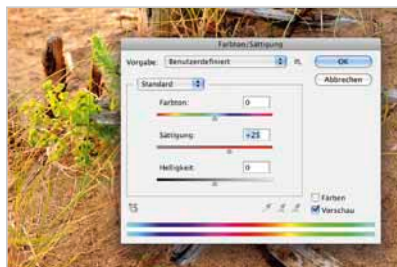 Farbton/Sättigung
Vorgabe: Benutzerdefiniert
OK
Abbrechen
Standard
Farbton: 0
Sättigung: +25
Helligkeit: 0
Färben
Vorschau